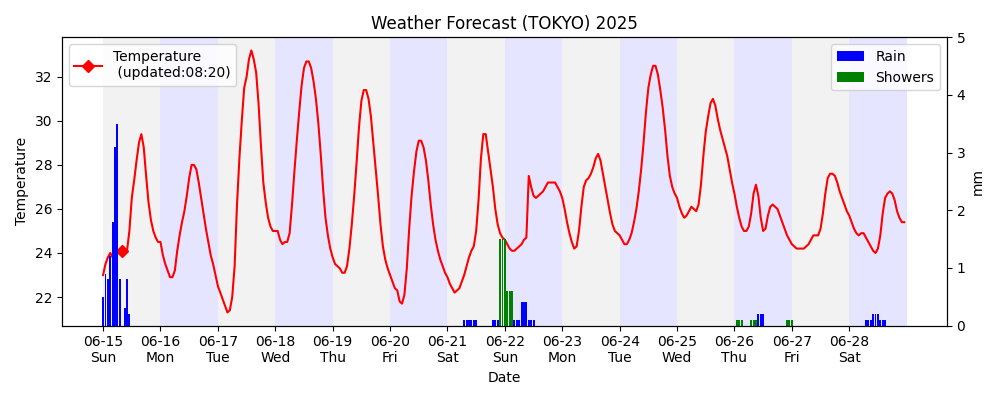 Weather Forecast (TOKYO) 2025
Temperature
(updated:08:20)
Rain
Showers
Temperature
32
30
28
26
24
22
5
4
3
2
1
0
mm
06-15 06-16 06-17 06-18 06-19 06-20 06-21 06-22 06-23 06-24 06-25 06-26 06-27 06-28
Sun Mon Tue Wed Thu Fri Sat Sun Mon Tue Wed Thu Fri Sat
Date